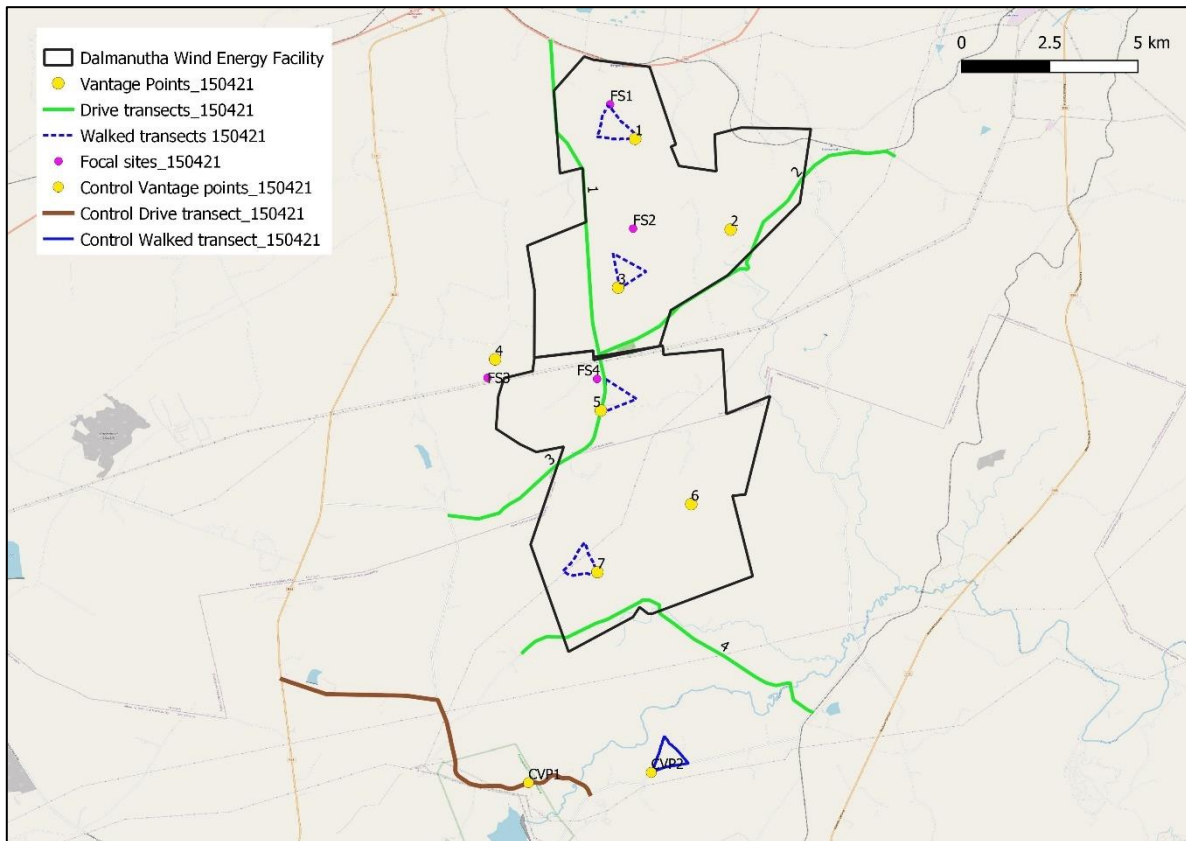 Dalmanutha Wind Energy Facility
Vantage Points_150421
Drive transects_150421
Walked transects 150421
Focal sites_150421
Control Vantage points_150421
Control Drive transect_150421
Control Walked transect_150421
0 2.5 5 km
FS1
1
1
2
FS2
2
3
4
FS3
FS4
5
3
6
7
4
CVP1
CVP2